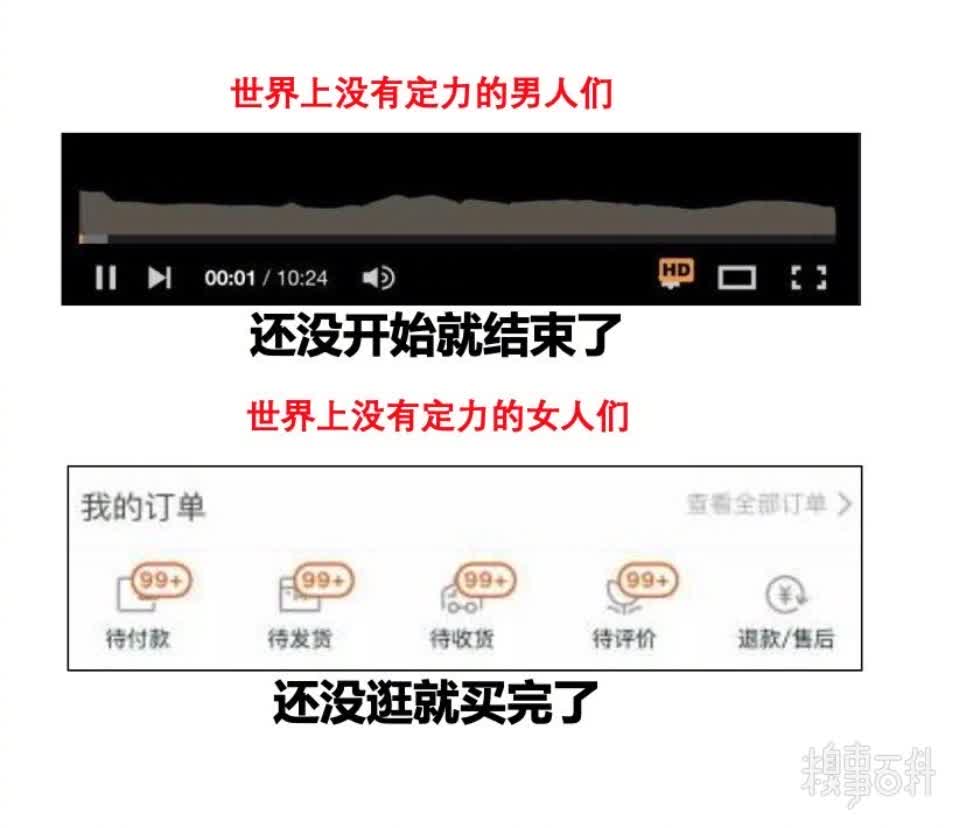 世界上没有定力的男人们
00:01 / 10:24
HD
还没开始就结束了
世界上没有定力的女人们
我的订单 查看全部订单
99+ 99+ 99+ 99+
待付款 待发货 待收货 待评价 退款/售后
还没逛就买完了
糗事百科